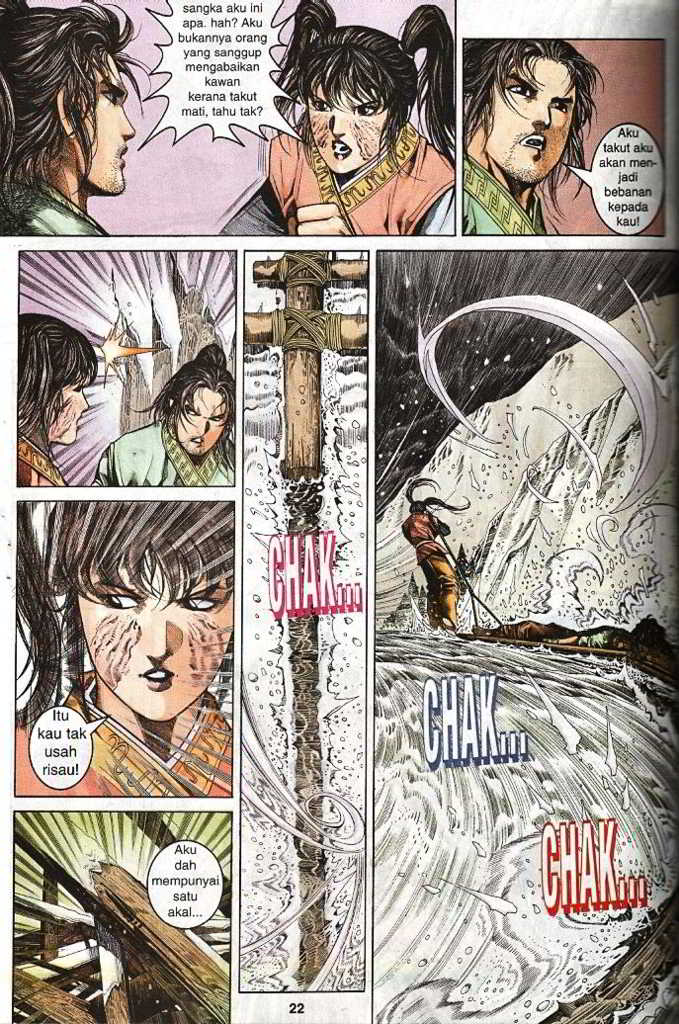 sangka aku ini
apa. hah? Aku
bukannya orang
yang sanggup
mengabaikan
kawan
kerana takut
mati, tahu tak?
Aku
takut aku
akan men-
jadi
bebanan
kepada
kau!
Itu
kau tak
usah
risau!
Aku
dah
mempunyai
satu
akal...
CHAK...
CHAK...
CHAK...
22